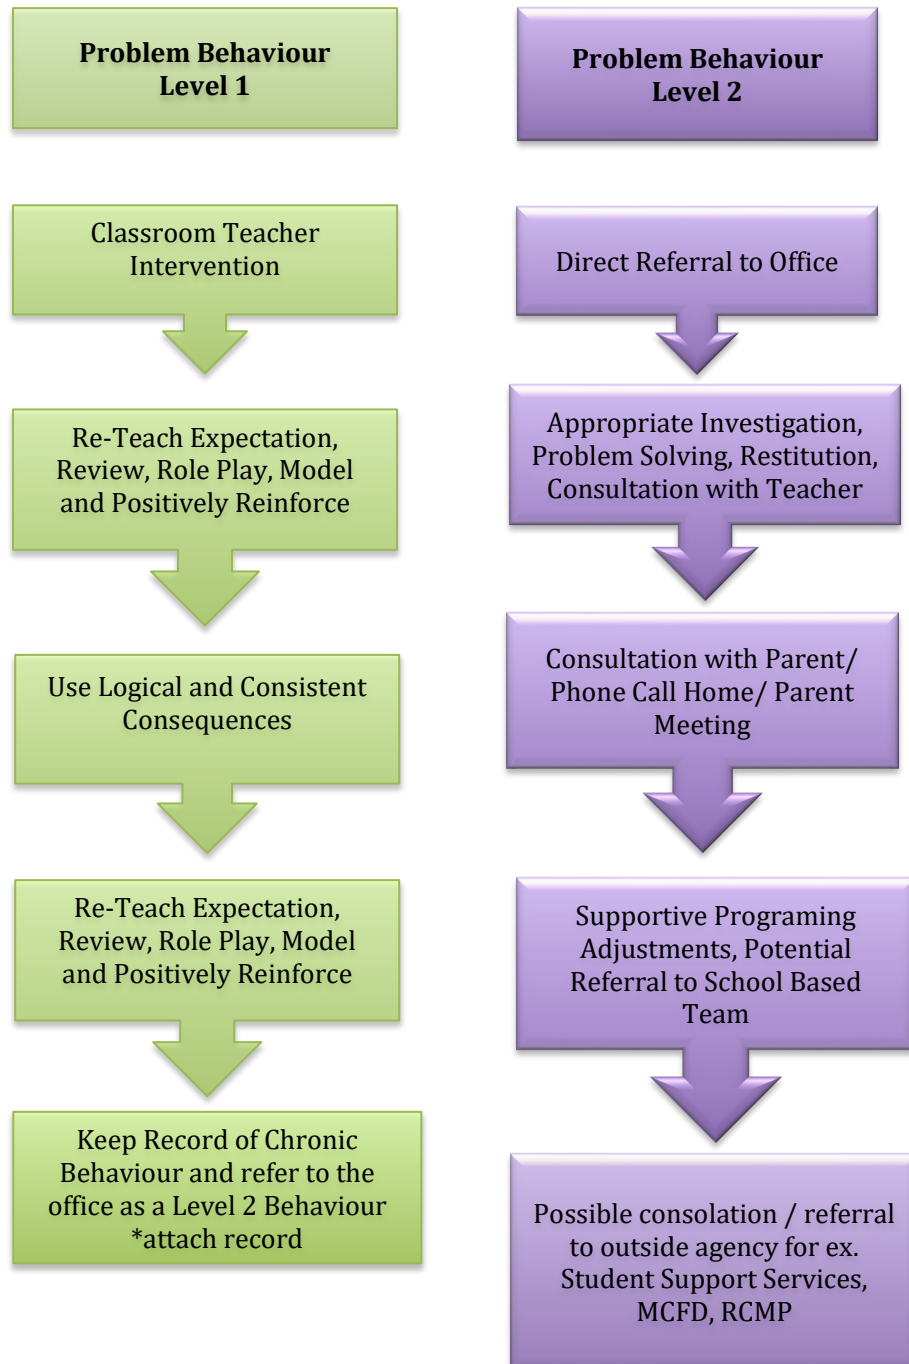 Problem Behaviour
Level 1
Classroom Teacher
Intervention
Re-Teach Expectation,
Review, Role Play, Model
and Positively Reinforce
Use Logical and Consistent
Consequences
Re-Teach Expectation,
Review, Role Play, Model
and Positively Reinforce
Keep Record of Chronic
Behaviour and refer to the
office as a Level 2 Behaviour
*attach record
Problem Behaviour
Level 2
Direct Referral to Office
Appropriate Investigation,
Problem Solving, Restitution,
Consultation with Teacher
Consultation with Parent/
Phone Call Home/ Parent
Meeting
Supportive Programing
Adjustments, Potential
Referral to School Based
Team
Possible consolation / referral
to outside agency for ex.
Student Support Services,
MCFD, RCMP